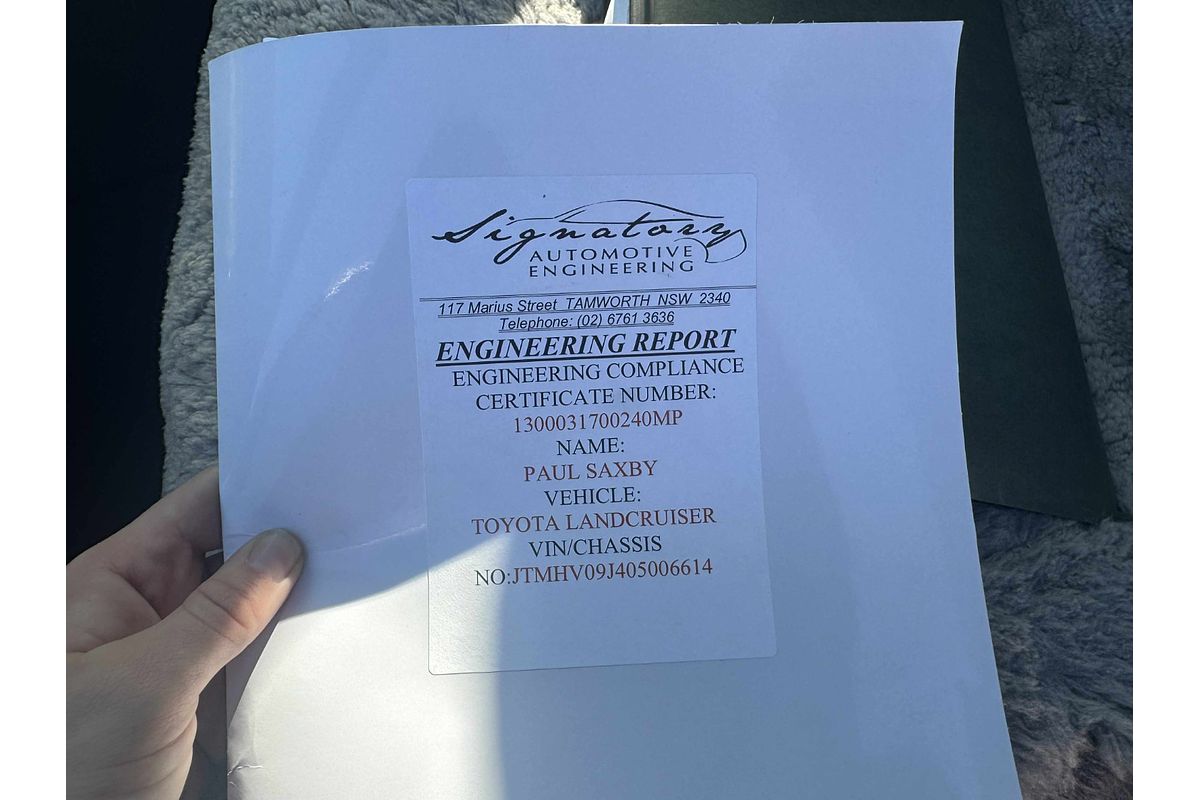 Signatory
AUTOMOTIVE
ENGINEERING
117 Marius Street TAMWORTH NSW 2340
Telephone: (02) 6761 3636
ENGINEERING REPORT
ENGINEERING COMPLIANCE
CERTIFICATE NUMBER:
1300031700240MP
NAME:
PAUL SAXBY
VEHICLE:
TOYOTA LANDCRUISER
VIN/CHASSIS
NO:JTMHV09J405006614